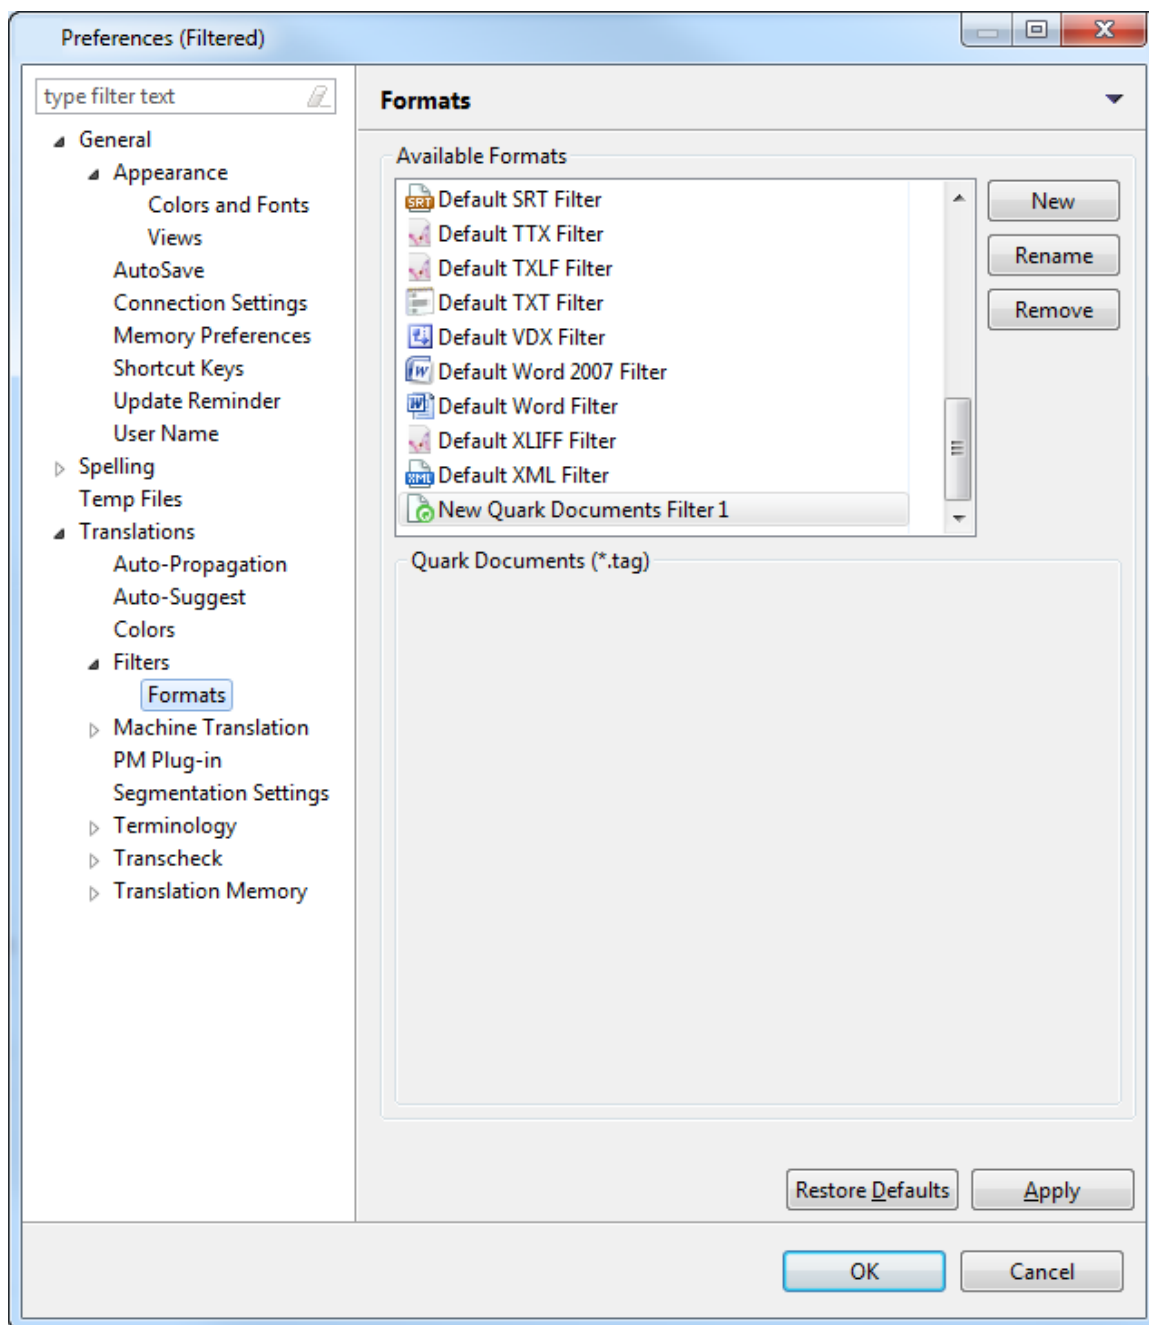 Preferences (Filtered)
type filter text
General
Appearance
Colors and Fonts
Views
AutoSave
Connection Settings
Memory Preferences
Shortcut Keys
Update Reminder
User Name
Spelling
Temp Files
Translations
Auto-Propagation
Auto-Suggest
Colors
Filters
Formats
Machine Translation
PM Plug-in
Segmentation Settings
Terminology
Transcheck
Translation Memory
Formats
Available Formats
SRT Default SRT Filter
Default TTX Filter
Default TXLF Filter
Default TXT Filter
Default VDX Filter
W Default Word 2007 Filter
W Default Word Filter
Default XLIFF Filter
XML Default XML Filter
New Quark Documents Filter 1
New
Rename
Remove
Quark Documents (*.tag)
Restore Defaults
Apply
OK
Cancel